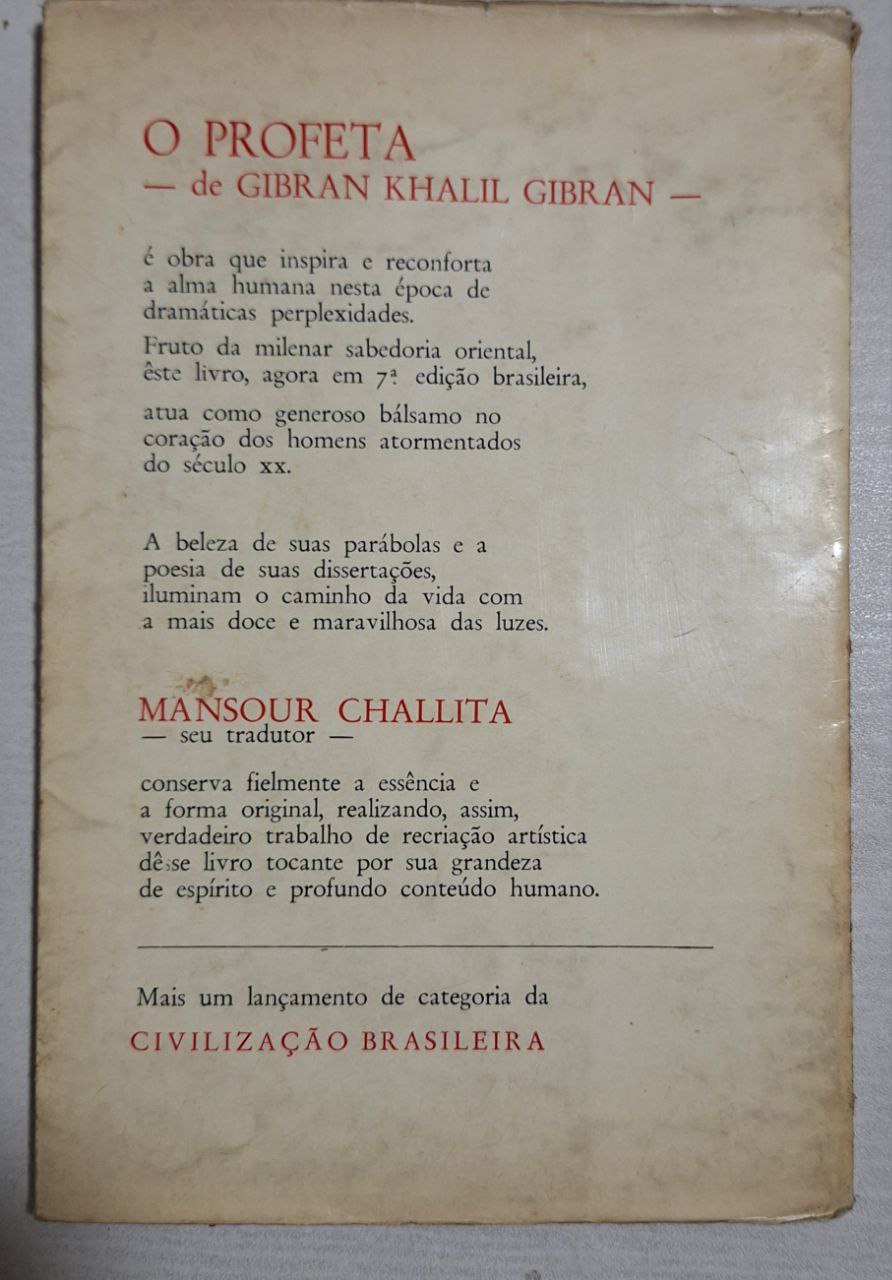 O PROFETA
— de GIBRAN KHALIL GIBRAN —
é obra que inspira e reconforta
a alma humana nesta época de
dramáticas perplexidades.
Fruto da milenar sabedoria oriental,
êste livro, agora em 7ª edição brasileira,
atua como generoso bálsamo no
coração dos homens atormentados
do século xx.
A beleza de suas parábolas e a
poesia de suas dissertações,
iluminam o caminho da vida com
a mais doce e maravilhosa das luzes.
MANSOUR CHALLITA
— seu tradutor —
conserva fielmente a essência e
a forma original, realizando, assim,
verdadeiro trabalho de recriação artística
dêsse livro tocante por sua grandeza
de espírito e profundo conteúdo humano.
Mais um lançamento de categoria da
CIVILIZAÇÃO BRASILEIRA